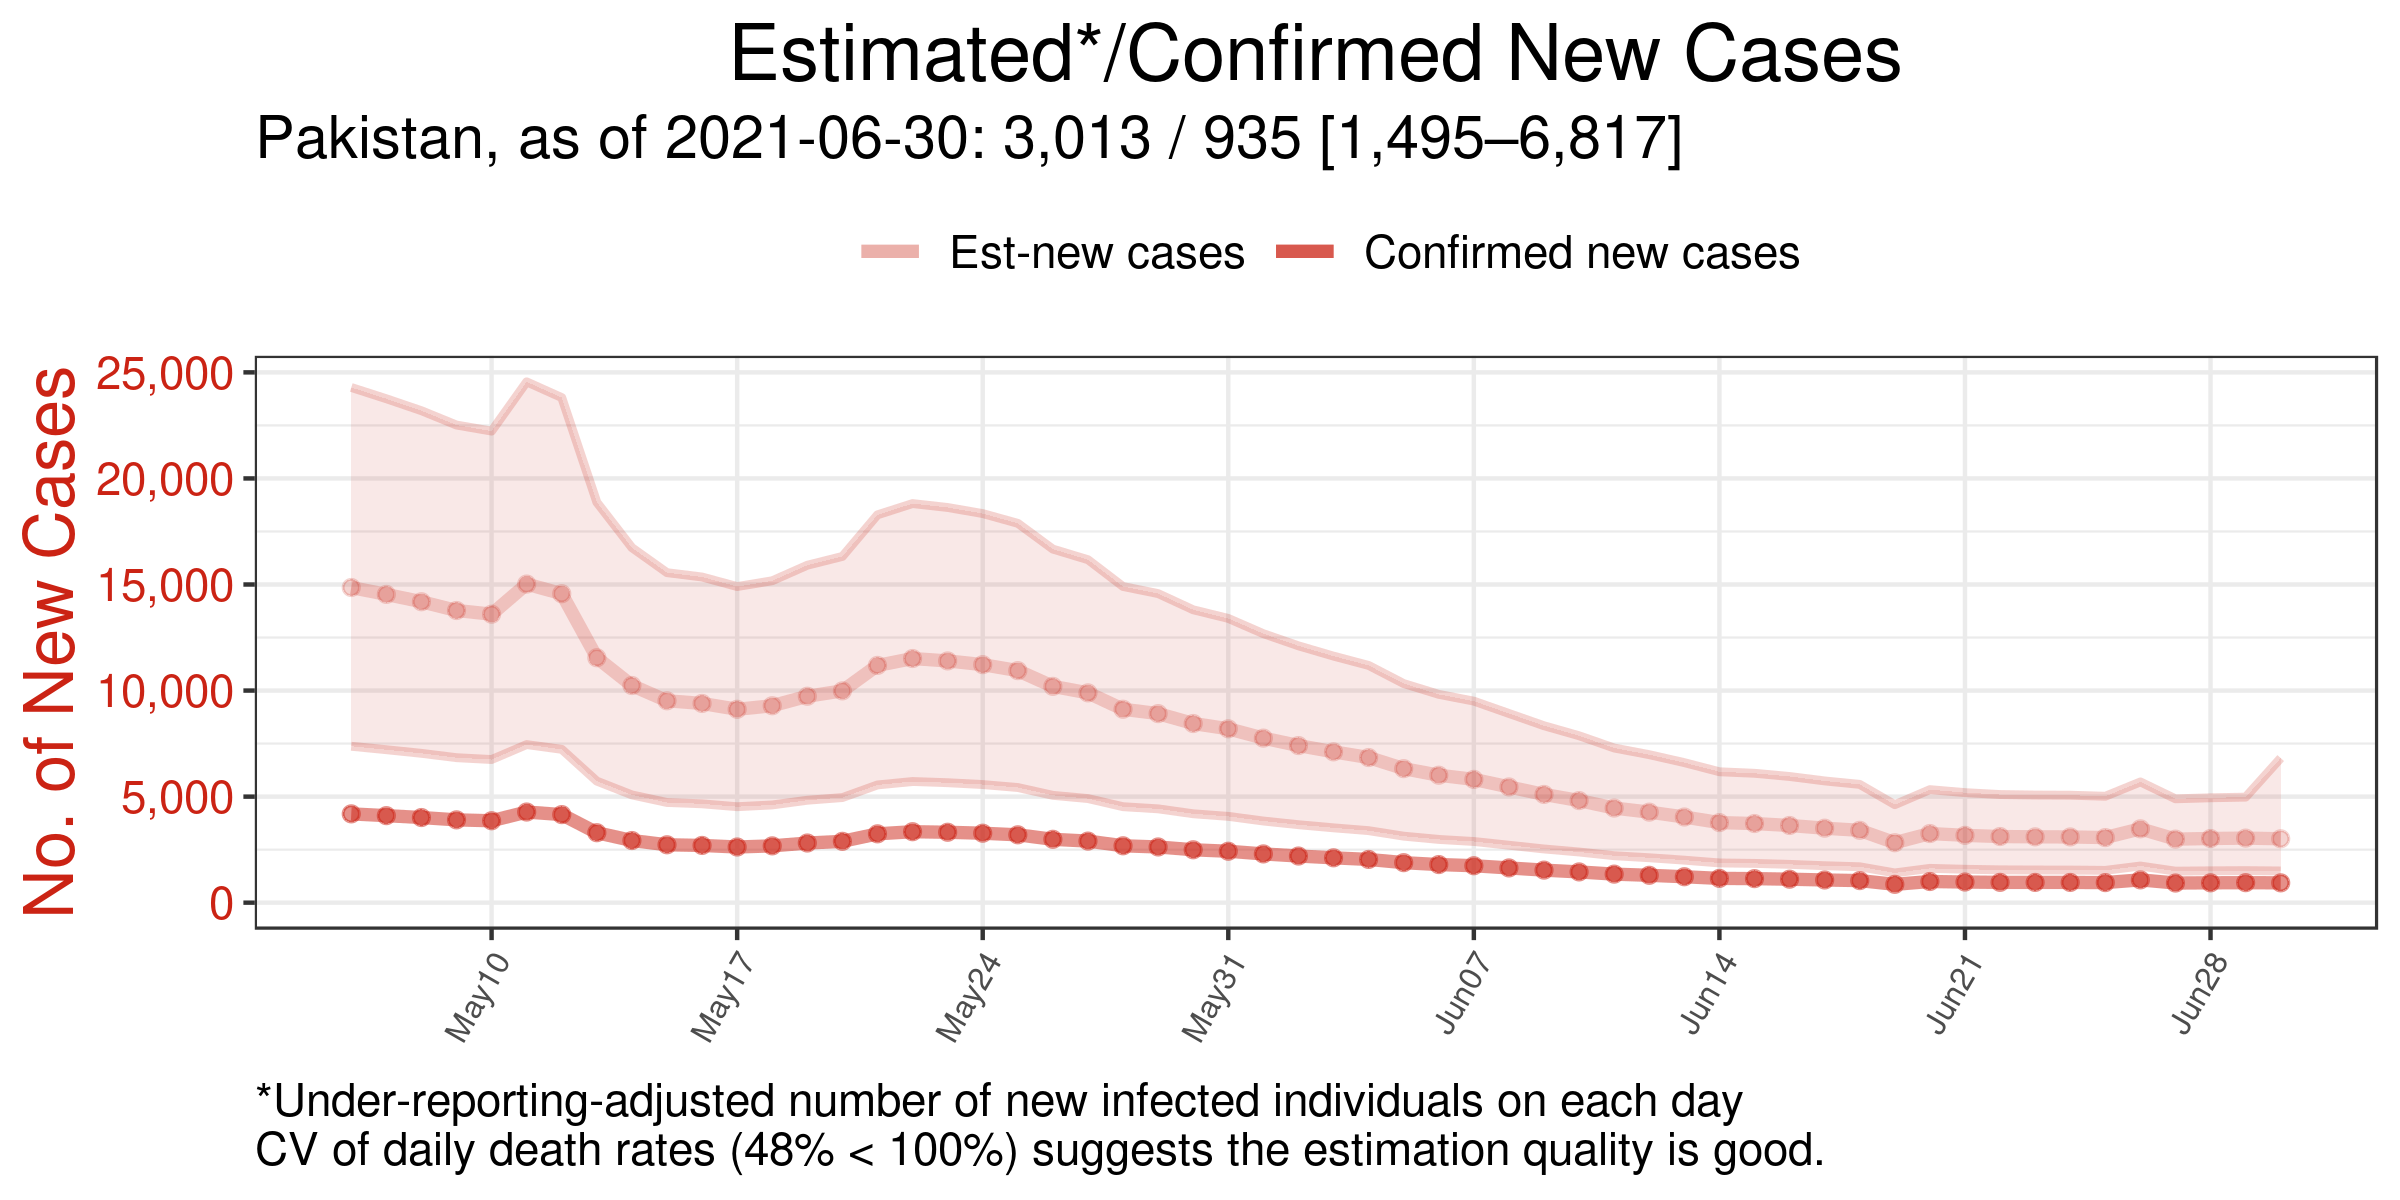 Estimated*/Confirmed New Cases
Pakistan, as of 2021-06-30: 3,013 / 935 [1,495–6,817]
Est-new cases
Confirmed new cases
No. of New Cases
25,000
20,000
15,000
10,000
5,000
0
May10
May17
May24
May31
Jun07
Jun14
Jun21
Jun28
*Under-reporting-adjusted number of new infected individuals on each day
CV of daily death rates (48% < 100%) suggests the estimation quality is good.